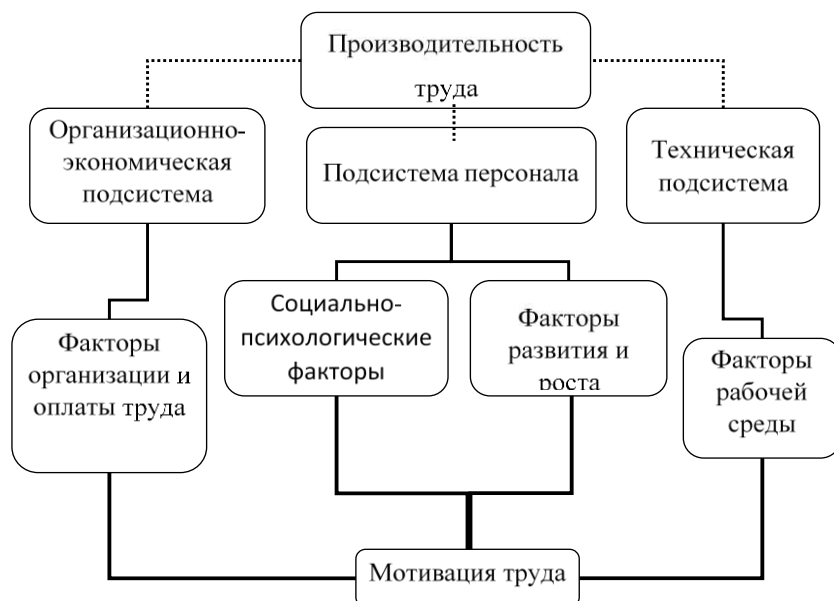 Производительность
труда
Организационно-
экономическая
подсистема
Подсистема персонала
Техническая
подсистема
Социально-
психологические
факторы
Факторы
развития и
роста
Факторы
организации и
оплаты труда
Факторы
рабочей
среды
Мотивация труда